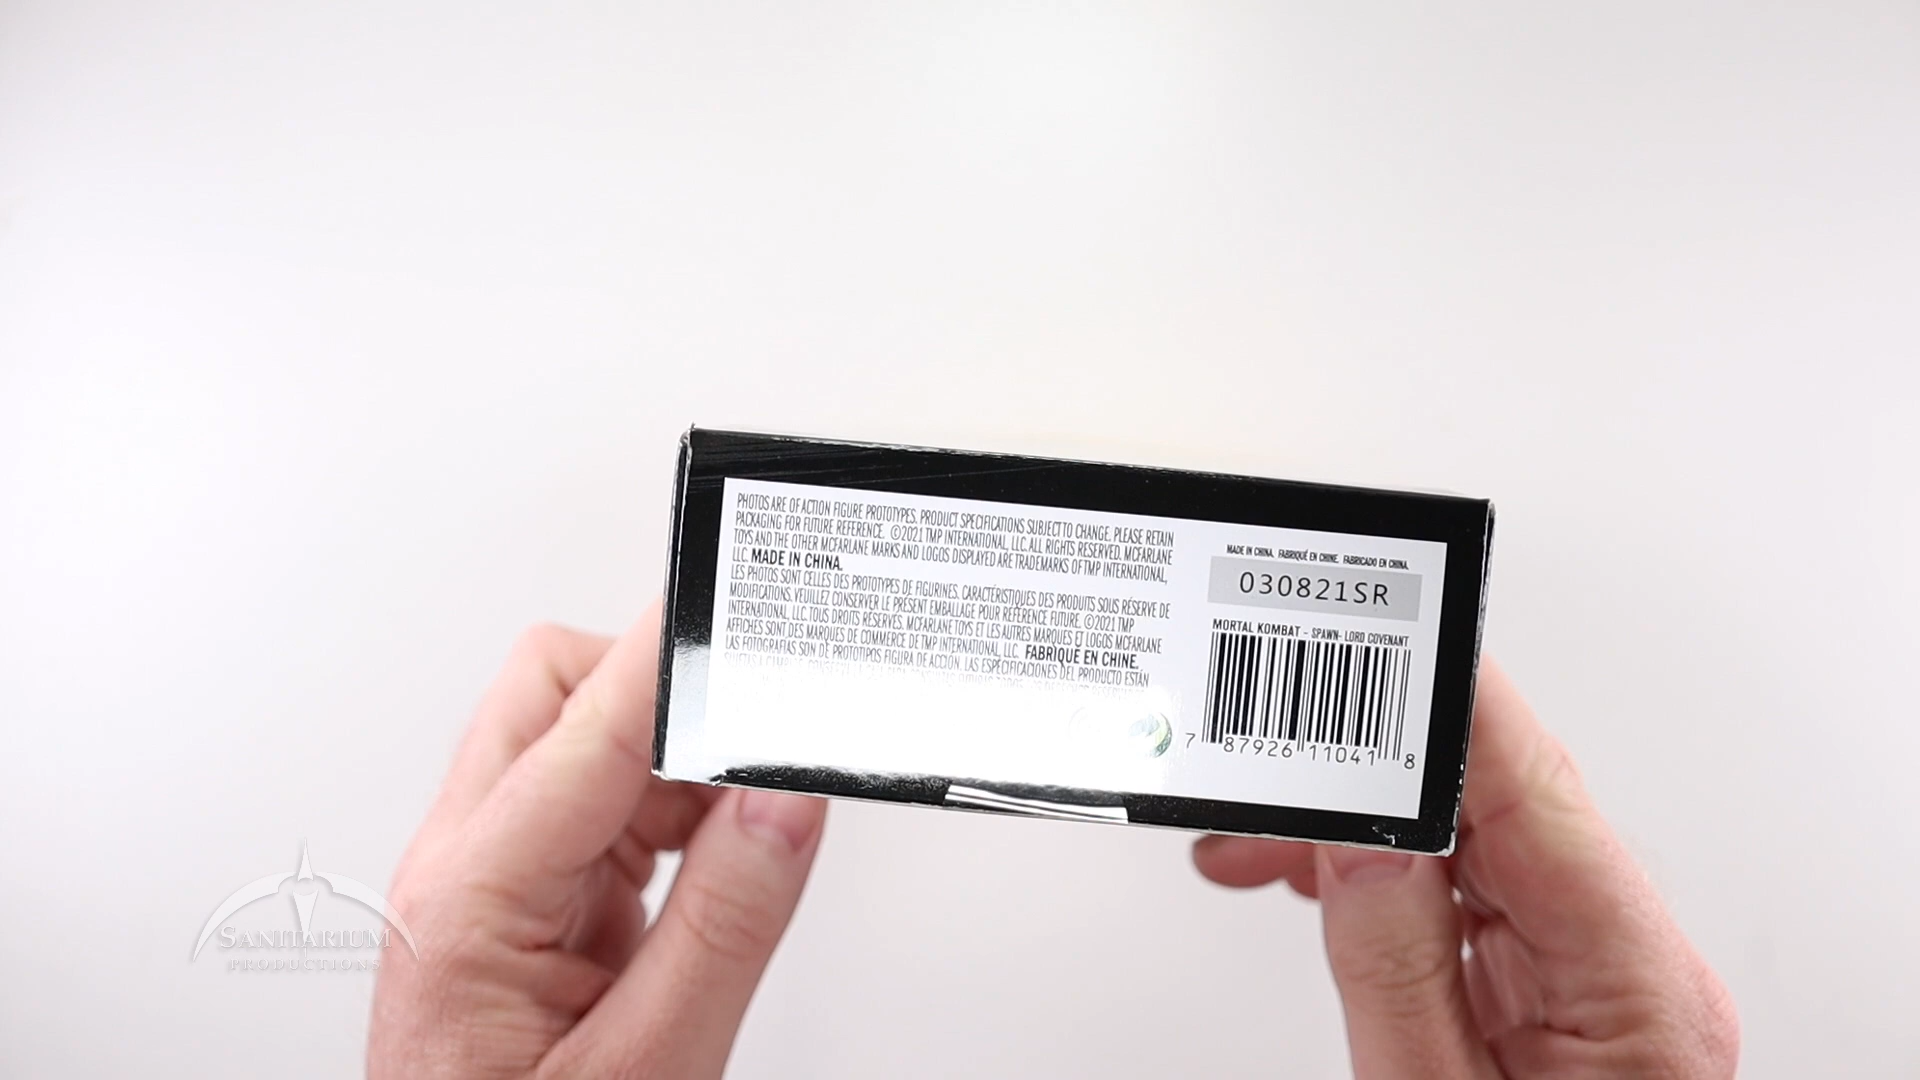 PHOTOS ARE OF ACTION FIGURE PROTOTYPES. PRODUCT SPECIFICATIONS SUBJECT TO CHANGE. PLEASE RETAIN
PACKAGING FOR FUTURE REFERENCE. ©2021 TMP INTERNATIONAL, LLC. ALL RIGHTS RESERVED. MCFARLANE
TOYS AND THE OTHER MCFARLANE MARKS AND LOGOS DISPLAYED ARE TRADEMARKS OF TMP INTERNATIONAL,
LLC. MADE IN CHINA.
LES PHOTOS SONT CELLES DES PROTOTYPES DE FIGURINES. CARACTÉRISTIQUES DES PRODUITS SOUS RÉSERVE DE
MODIFICATIONS. VEUILLEZ CONSERVER LE PRÉSENT EMBALLAGE POUR RÉFÉRENCE FUTURE. ©2021 TMP
INTERNATIONAL, LLC. TOUS DROITS RÉSERVÉS. MCFARLANE TOYS ET LES AUTRES MARQUES ET LOGOS MCFARLANE
AFFICHÉS SONT DES MARQUES DE COMMERCE DE TMP INTERNATIONAL, LLC. FABRIQUÉ EN CHINE.
LAS FOTOGRAFÍAS SON DE PROTOTIPOS FIGURA DE ACCIÓN. LAS ESPECIFICACIONES DEL PRODUCTO ESTÁN
MADE IN CHINA. FABRIQUÉ EN CHINE. FABRICADO EN CHINA.
030821SR
MORTAL KOMBAT - SPAWN- LORD COVENANT
7 87926 11041 8
SANITARIUM
PRODUCTIONS